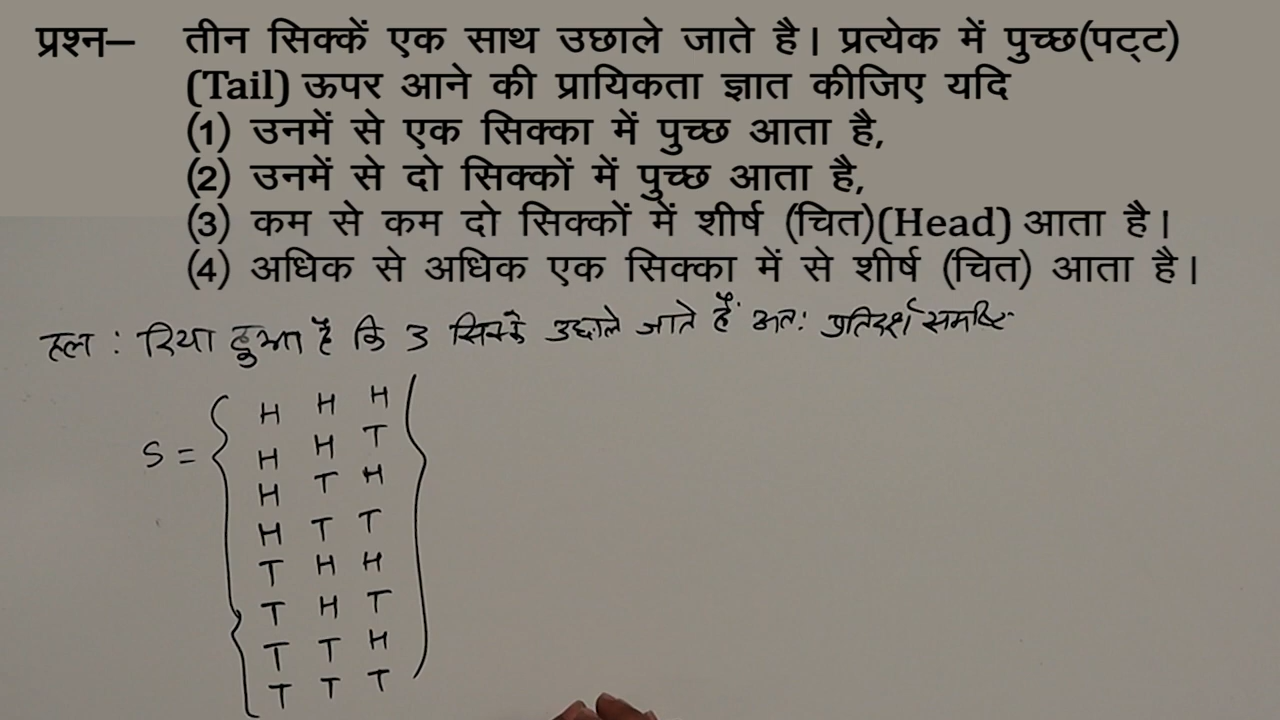 प्रश्न– तीन सिक्कें एक साथ उछाले जाते है। प्रत्येक में पुच्छ(पट्ट)
(Tail) ऊपर आने की प्रायिकता ज्ञात कीजिए यदि
(1) उनमें से एक सिक्का में पुच्छ आता है,
(2) उनमें से दो सिक्कों में पुच्छ आता है,
(3) कम से कम दो सिक्कों में शीर्ष (चित)(Head) आता है।
(4) अधिक से अधिक एक सिक्का में से शीर्ष (चित) आता है।
हल : दिया हुआ है कि 3 सिक्के उछाले जाते हैं अतः प्रतिदर्श समष्टि
H H H
H H T
S = { H T H }
H T T
T H H
T H T
T T H
T T T